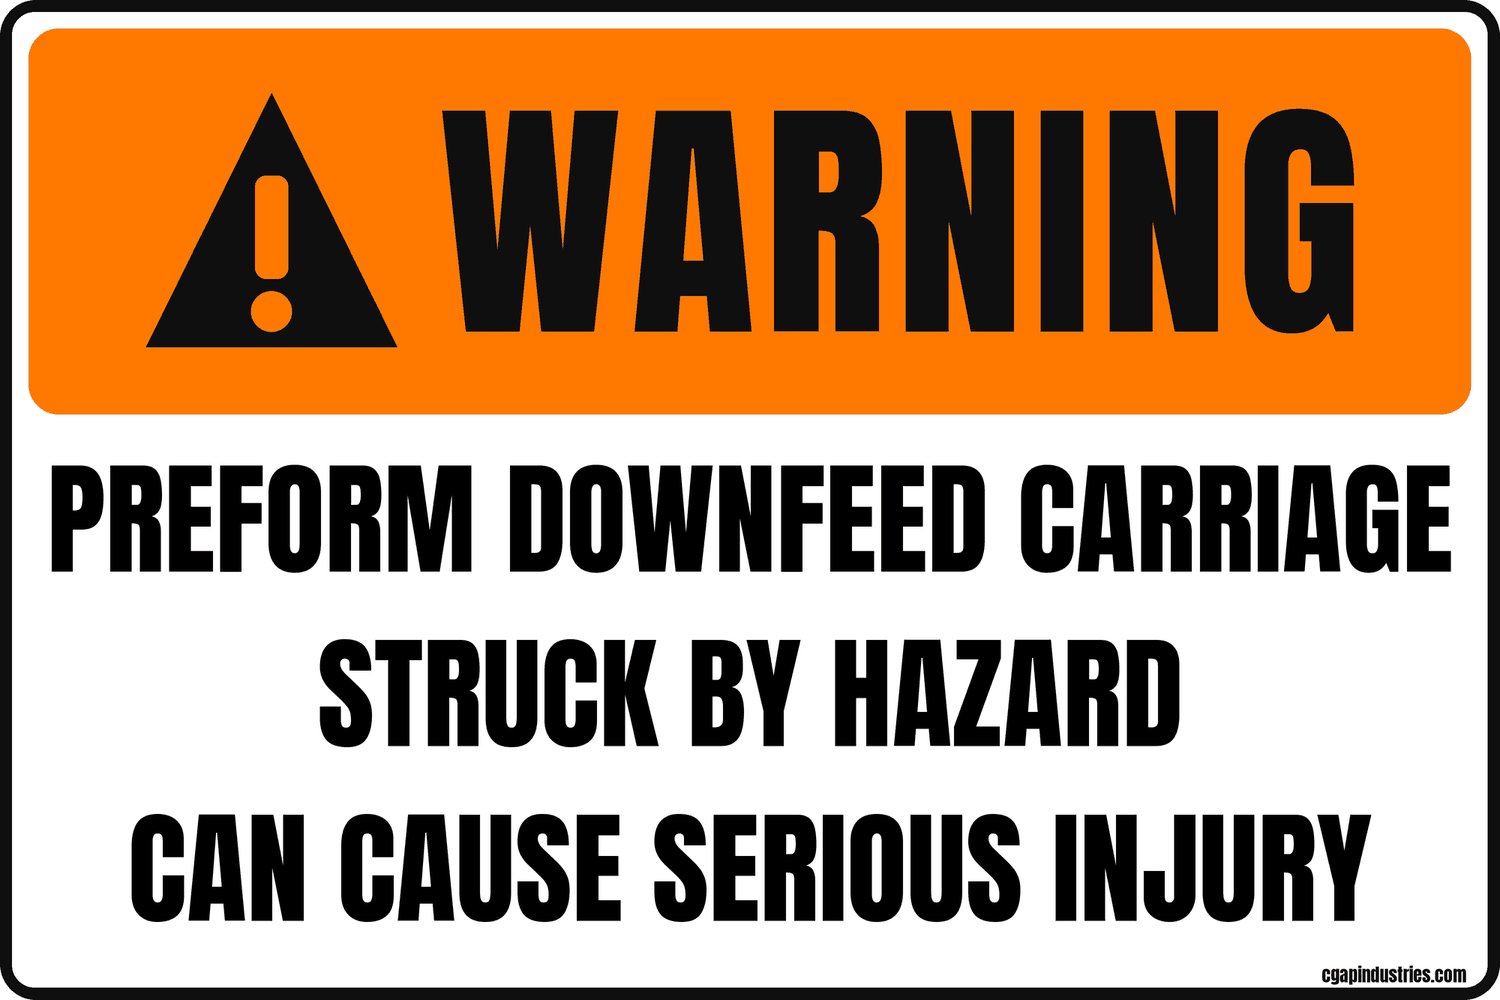 WARNING
PREFORM DOWNFEED CARRIAGE
STRUCK BY HAZARD
CAN CAUSE SERIOUS INJURY
cgapindustries.com